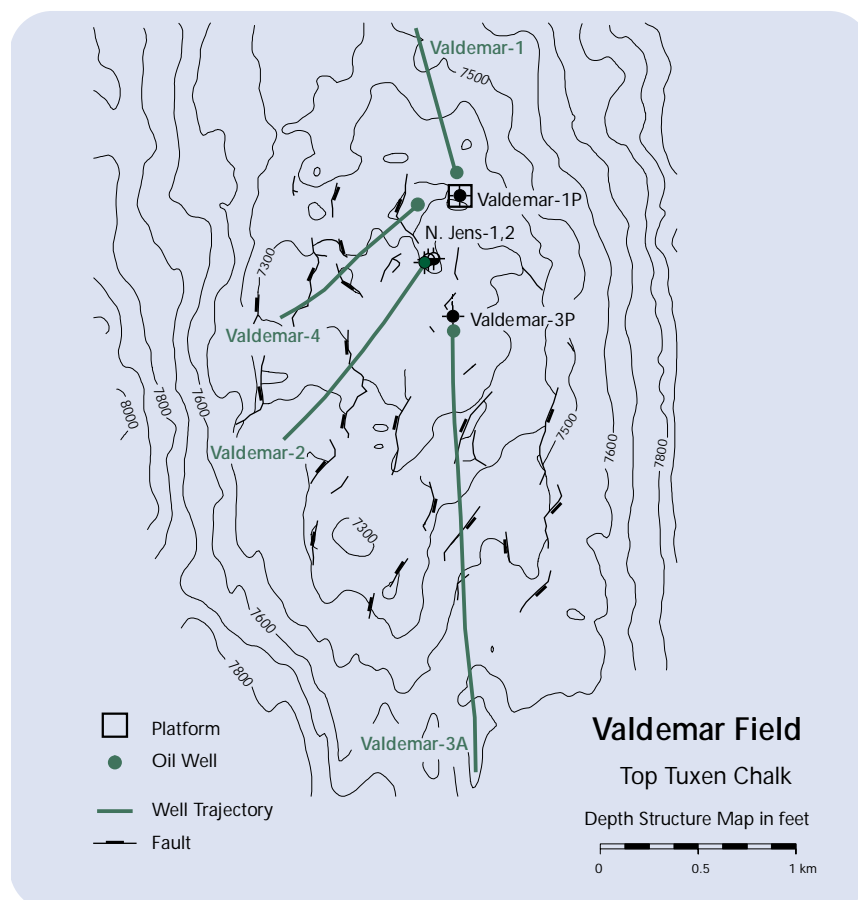 Valdemar-1
7500
Valdemar-1P
N. Jens-1,2
7300
Valdemar-3P
Valdemar-4
8000
7800
7600
7500
7600
7800
Valdemar-2
7300
7600
7800
Valdemar-3A
Platform
Oil Well
Well Trajectory
Fault
Valdemar Field
Top Tuxen Chalk
Depth Structure Map in feet
0 0.5 1 km